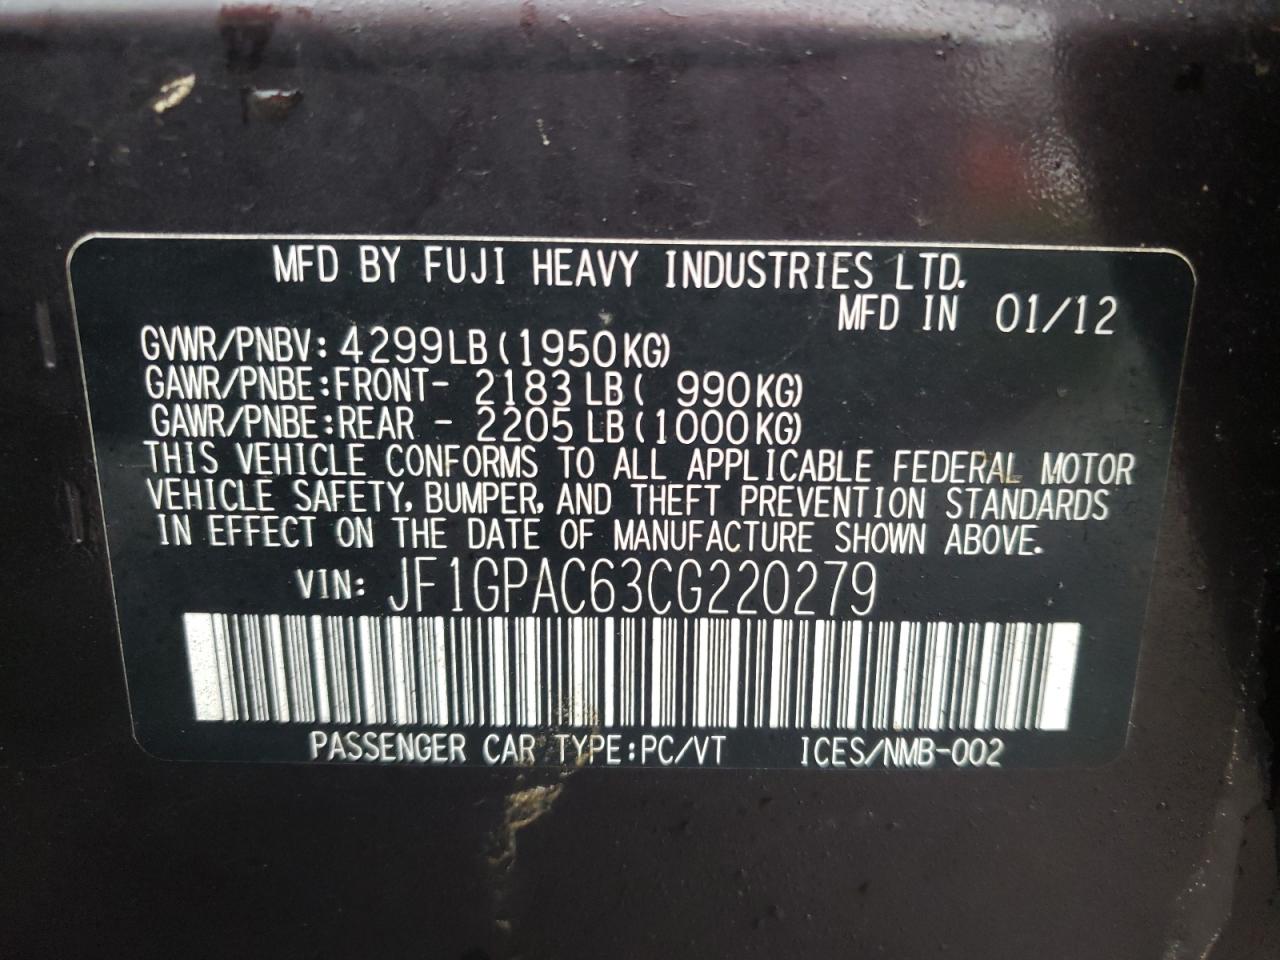 MFD BY FUJI HEAVY INDUSTRIES LTD.
MFD IN 01/12
GVWR/PNBV: 4299LB (1950KG)
GAWR/PNBE: FRONT- 2183 LB ( 990KG)
GAWR/PNBE: REAR - 2205 LB (1000KG)
THIS VEHICLE CONFORMS TO ALL APPLICABLE FEDERAL MOTOR
VEHICLE SAFETY, BUMPER, AND THEFT PREVENTION STANDARDS
IN EFFECT ON THE DATE OF MANUFACTURE SHOWN ABOVE.
VIN: JF1GPAC63CG220279
PASSENGER CAR TYPE: PC/VT ICES/NMB-002